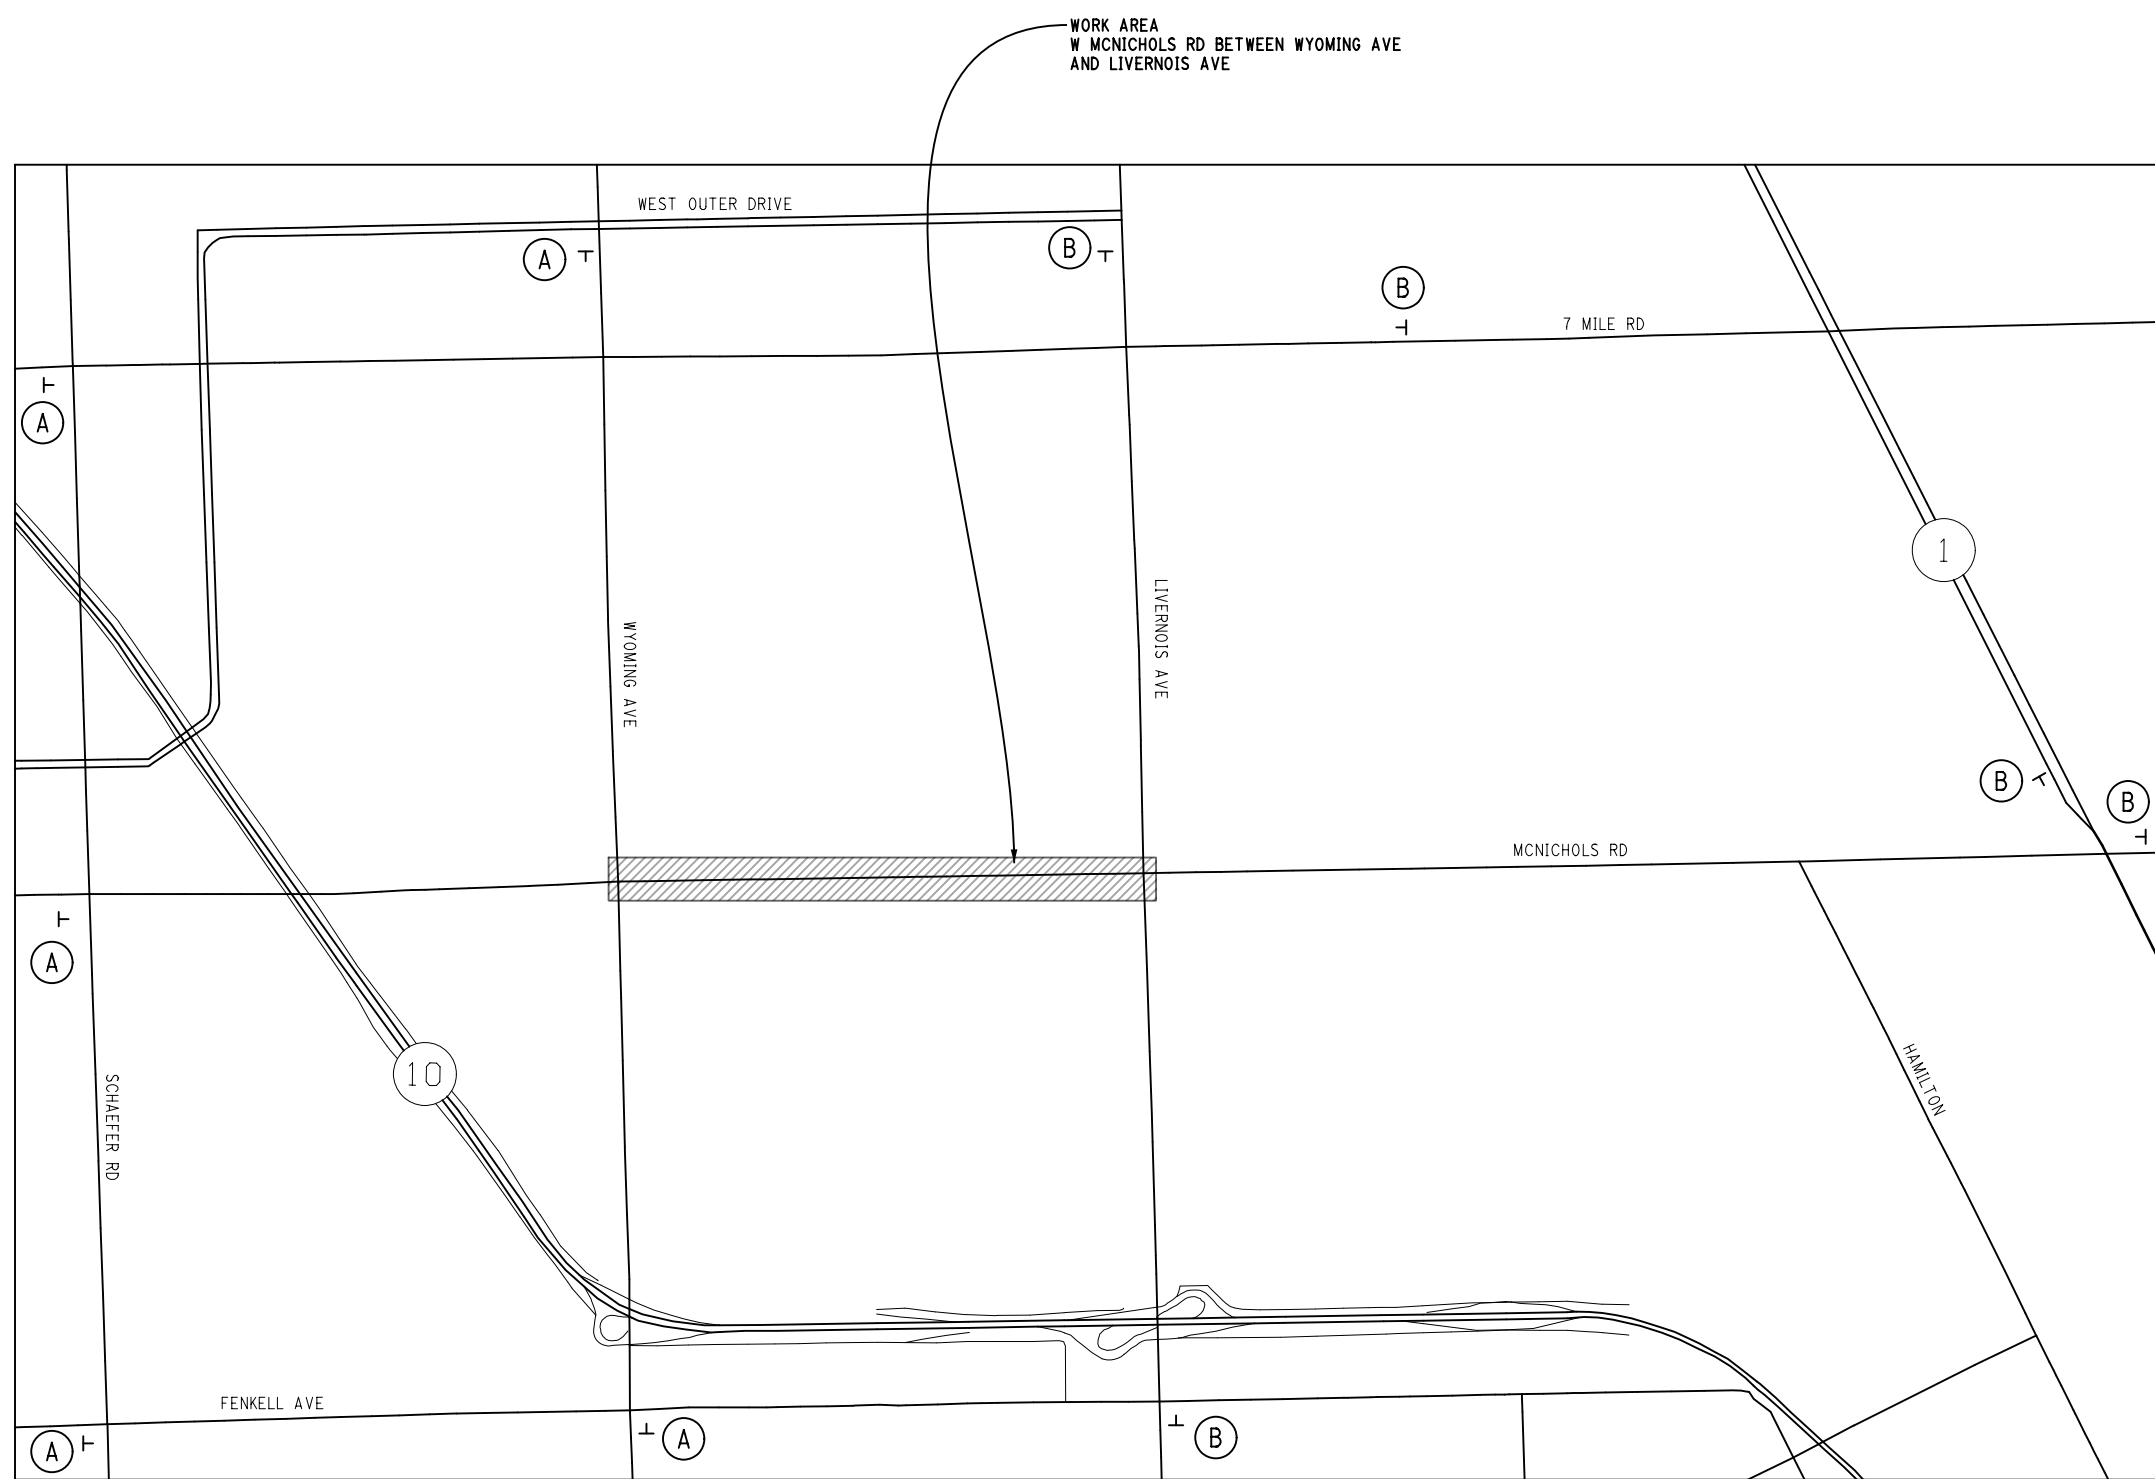 WORK AREA
W MCNICHOLS RD BETWEEN WYOMING AVE
AND LIVERNOIS AVE
WEST OUTER DRIVE
A
B
B
7 MILE RD
A
1
WYOMING AVE
LIVERNOIS AVE
B
B
MCNICHOLS RD
A
10
SCHAEFER RD
HAMILTON
FENKELL AVE
A
A
B